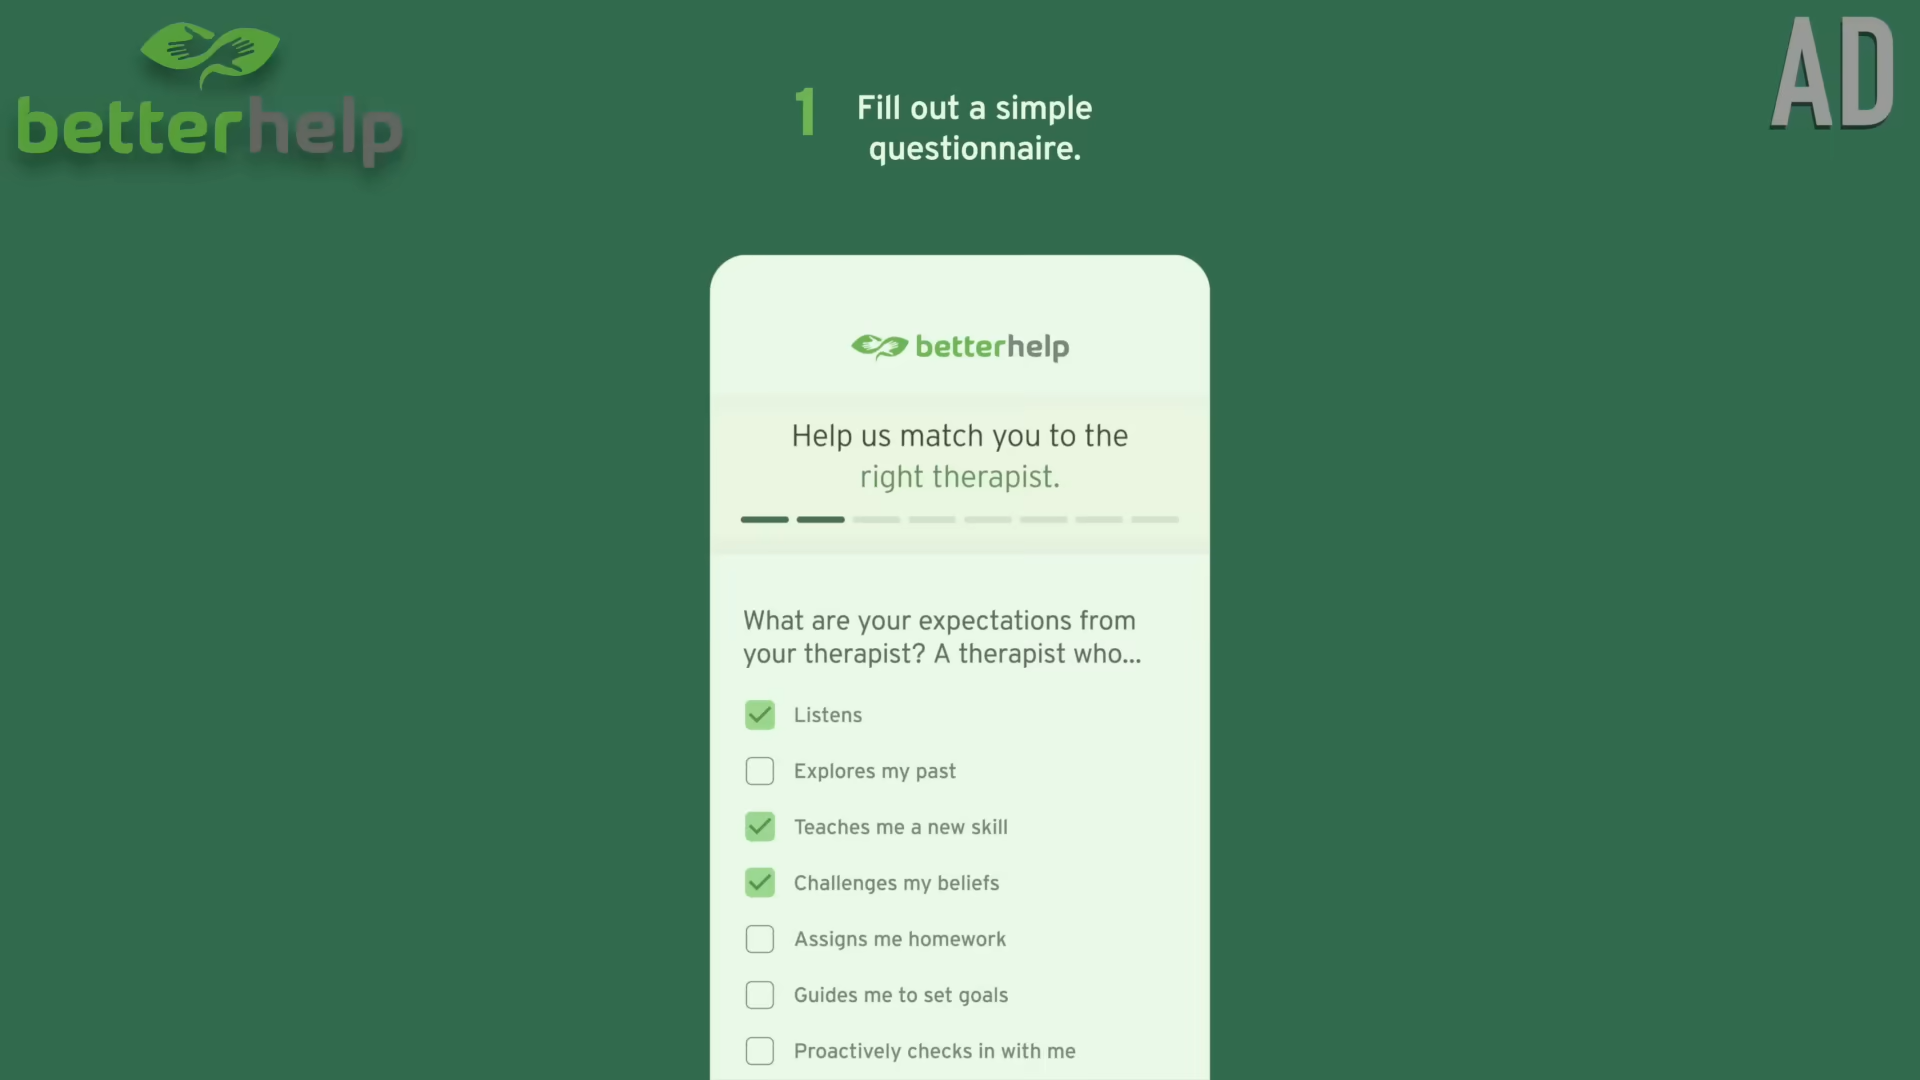 betterhelp
AD
1 Fill out a simple
questionnaire.
betterhelp
Help us match you to the
right therapist.
What are your expectations from
your therapist? A therapist who...
Listens
Explores my past
Teaches me a new skill
Challenges my beliefs
Assigns me homework
Guides me to set goals
Proactively checks in with me